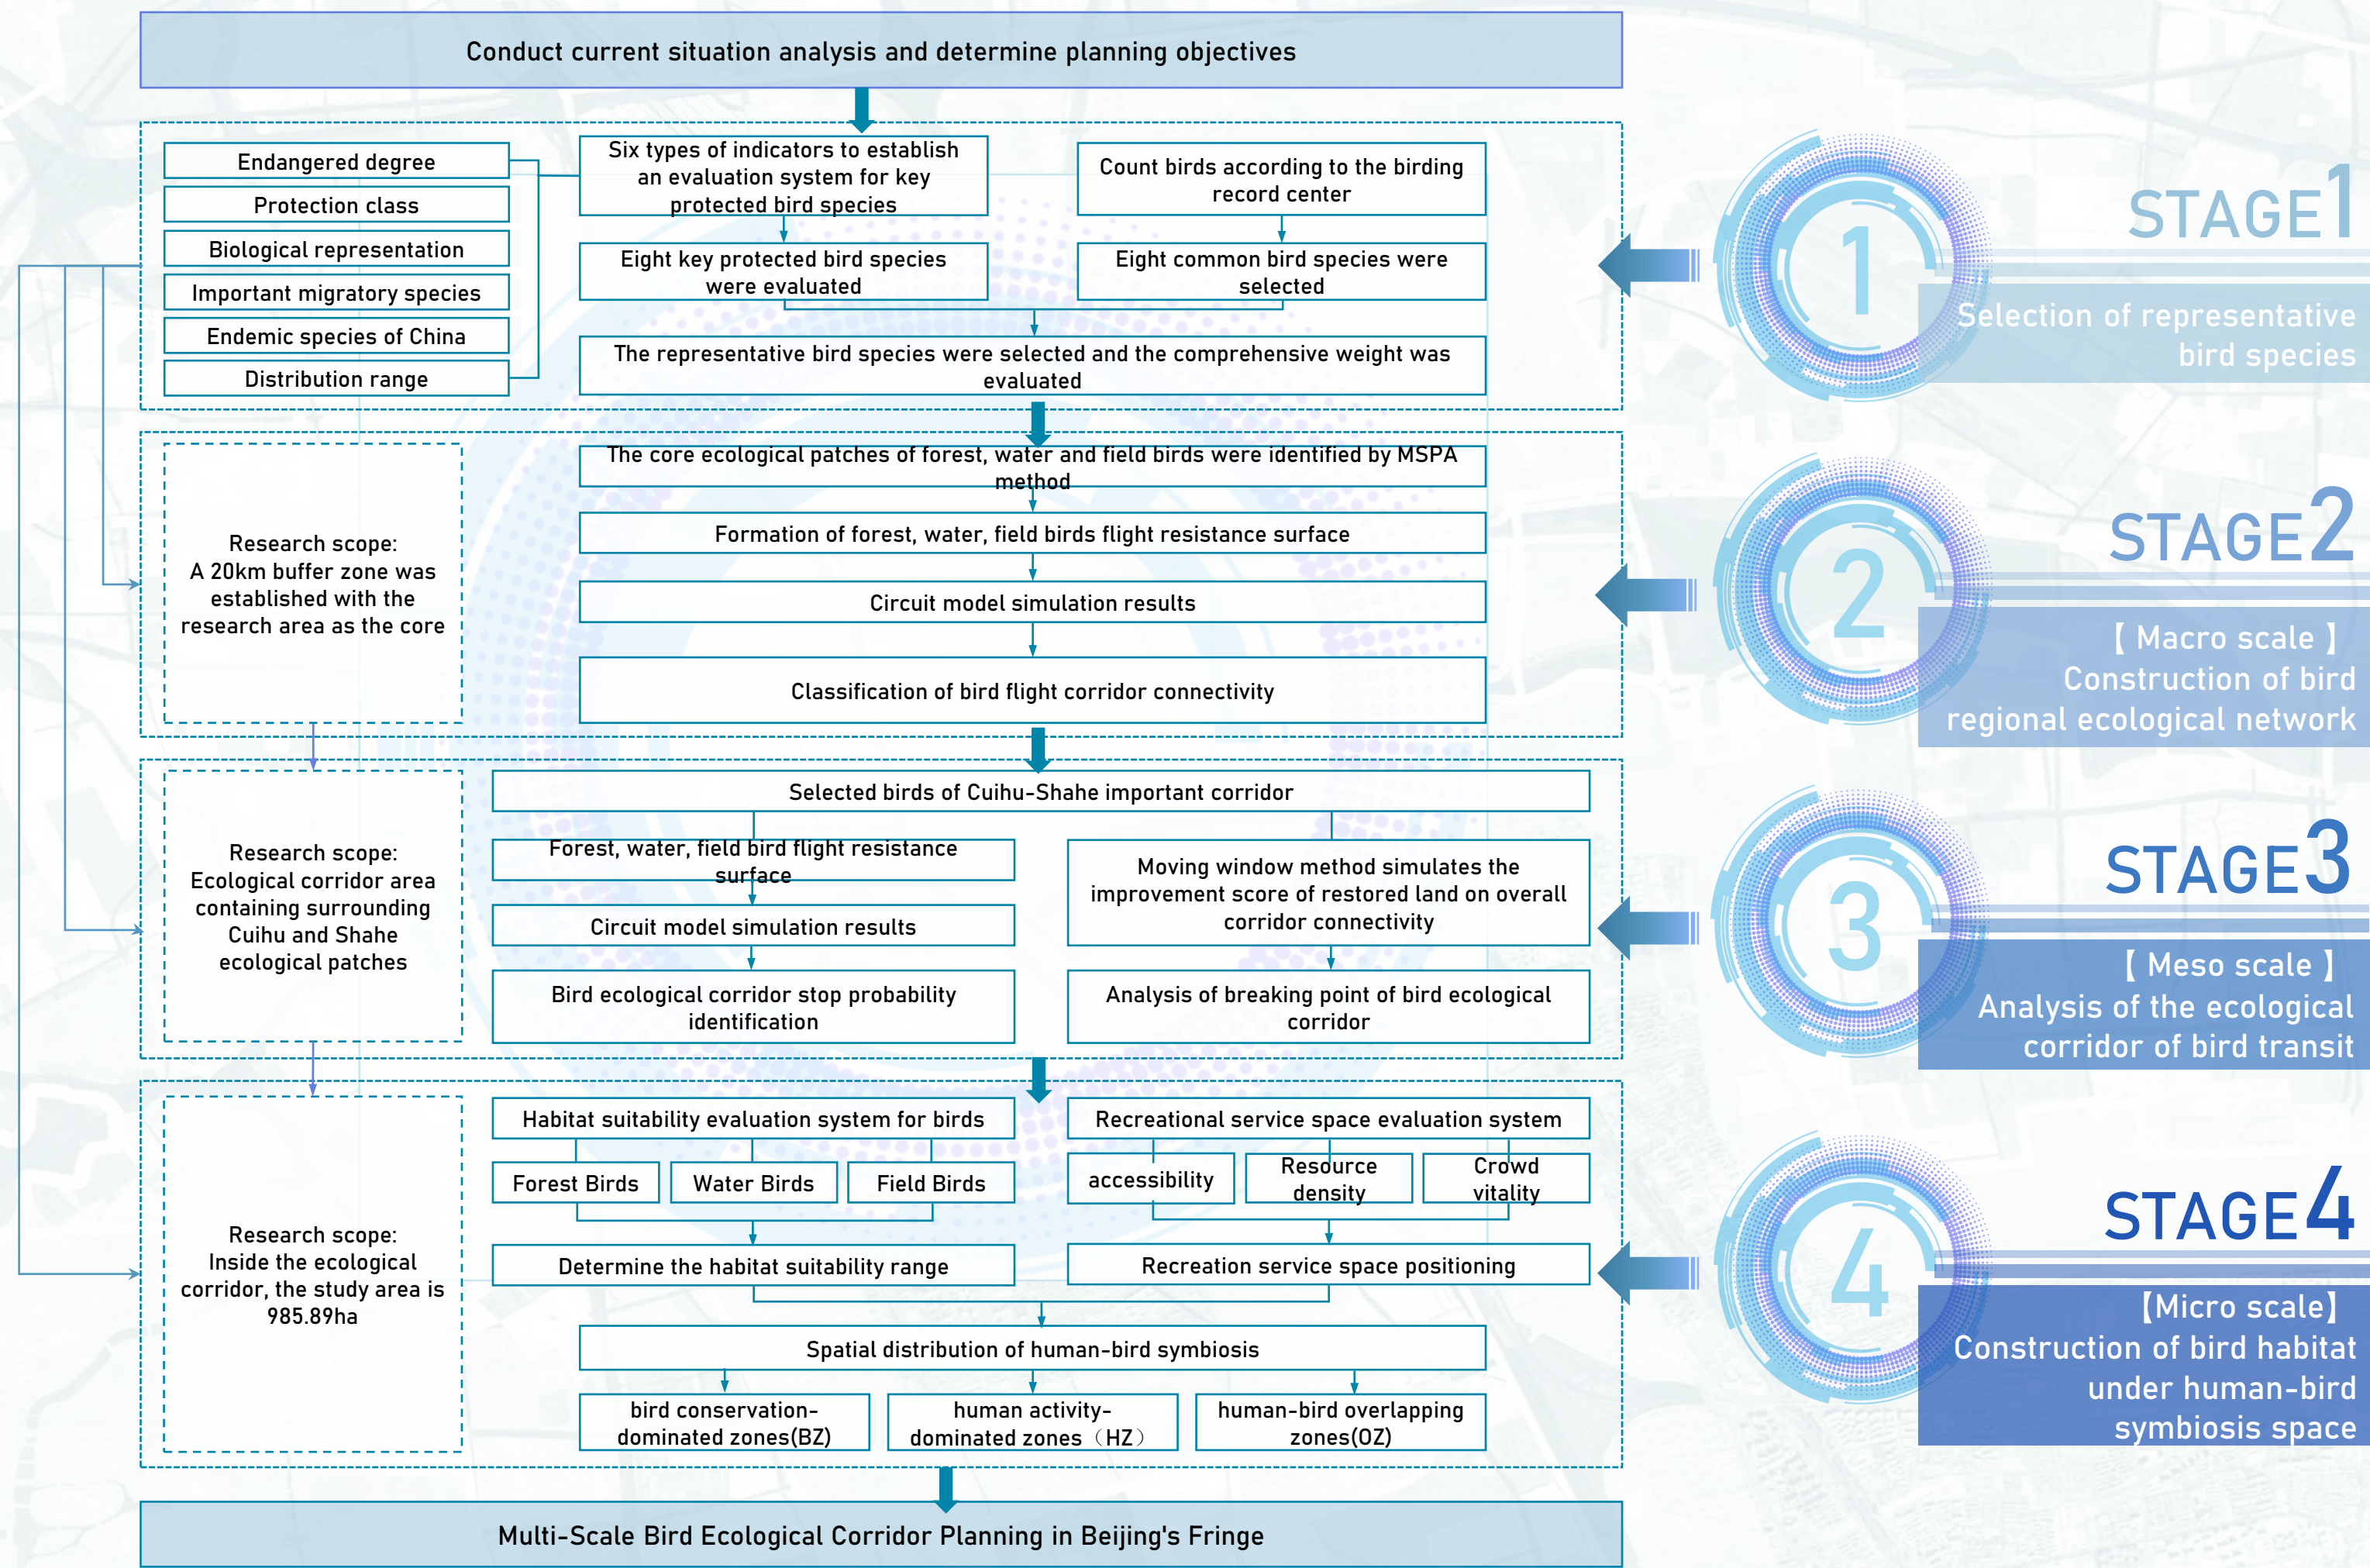 Conduct current situation analysis and determine planning objectives
Endangered degree
Protection class
Biological representation
Important migratory species
Endemic species of China
Distribution range
Six types of indicators to establish
an evaluation system for key
protected bird species
Count birds according to the birding
record center
Eight key protected bird species
were evaluated
Eight common bird species were
selected
The representative bird species were selected and the comprehensive weight was
evaluated
1
STAGE1
Selection of representative
bird species
Research scope:
A 20km buffer zone was
established with the
research area as the core
The core ecological patches of forest, water and field birds were identified by MSPA
method
Formation of forest, water, field birds flight resistance surface
Circuit model simulation results
Classification of bird flight corridor connectivity
2
STAGE2
【 Macro scale 】
Construction of bird
regional ecological network
Research scope:
Ecological corridor area
containing surrounding
Cuihu and Shahe
ecological patches
Selected birds of Cuihu-Shahe important corridor
Forest, water, field bird flight resistance
surface
Circuit model simulation results
Bird ecological corridor stop probability
identification
Moving window method simulates the
improvement score of restored land on overall
corridor connectivity
Analysis of breaking point of bird ecological
corridor
3
STAGE3
【 Meso scale 】
Analysis of the ecological
corridor of bird transit
Research scope:
Inside the ecological
corridor, the study area is
985.89ha
Habitat suitability evaluation system for birds
Forest Birds
Water Birds
Field Birds
Determine the habitat suitability range
Recreational service space evaluation system
accessibility
Resource
density
Crowd
vitality
Recreation service space positioning
Spatial distribution of human-bird symbiosis
bird conservation-
dominated zones(BZ)
human activity-
dominated zones（HZ）
human-bird overlapping
zones(OZ)
4
STAGE4
【Micro scale】
Construction of bird habitat
under human-bird
symbiosis space
Multi-Scale Bird Ecological Corridor Planning in Beijing's Fringe